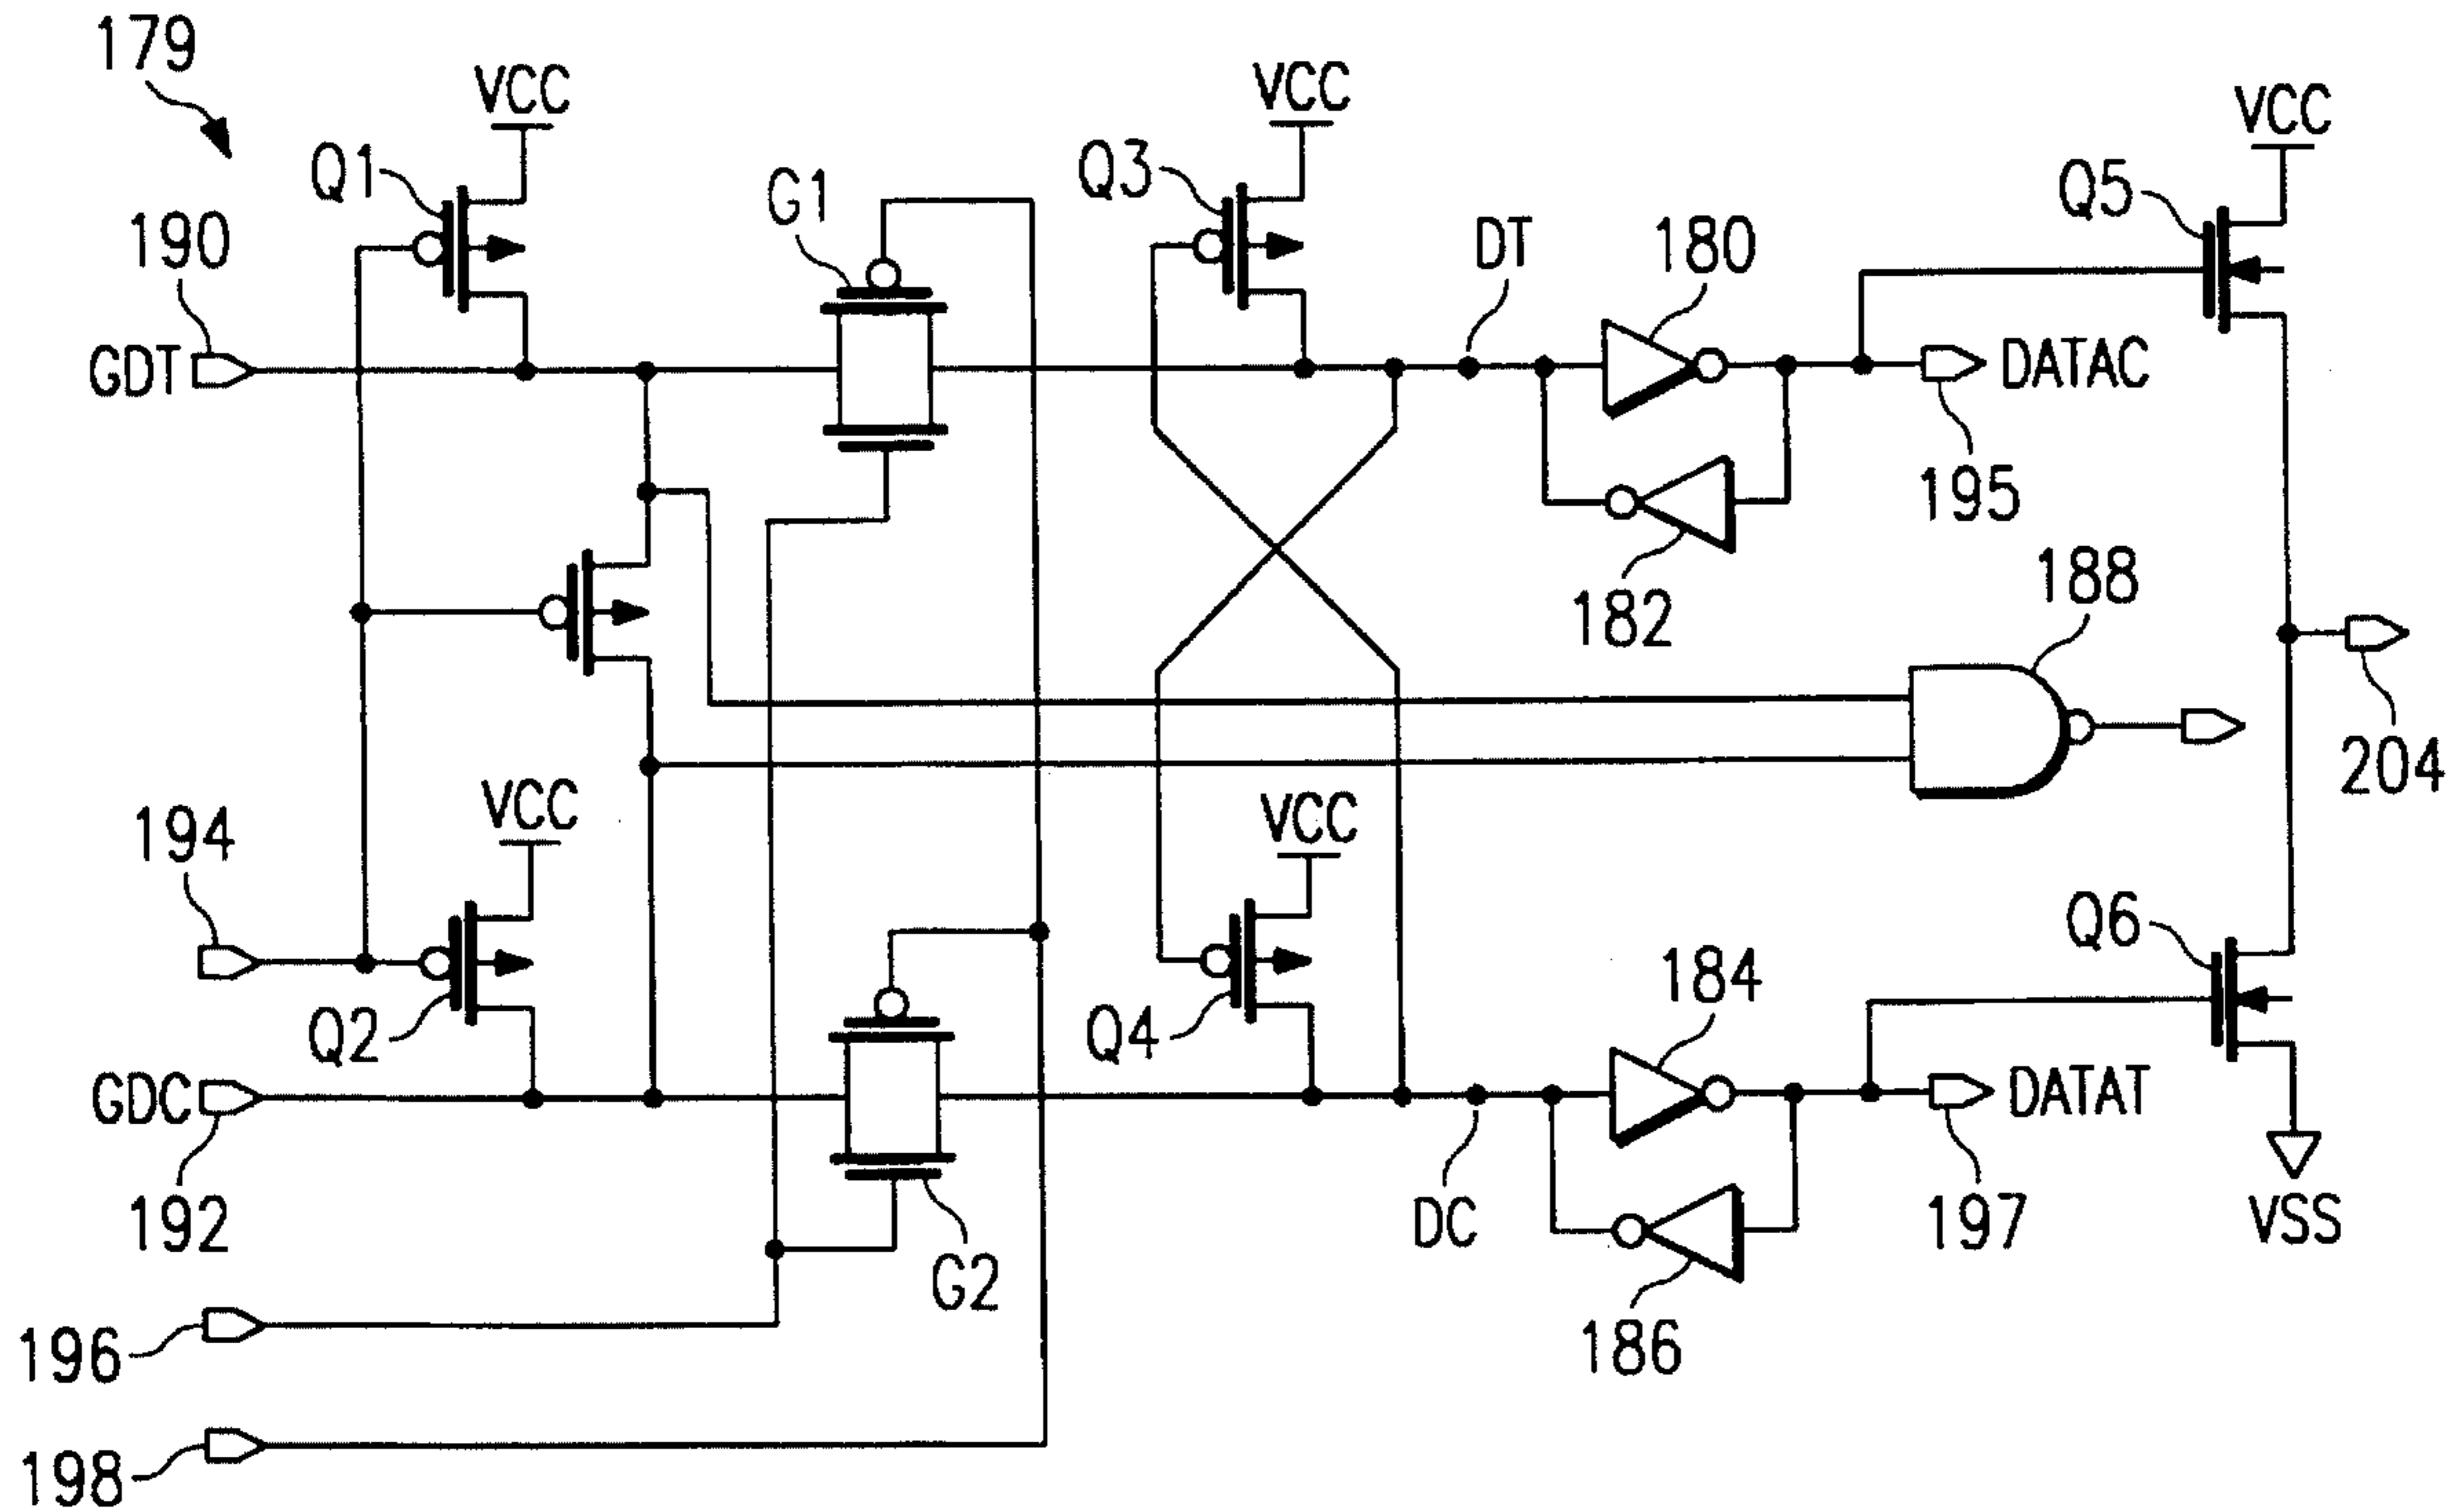 179
VCC
VCC
VCC
Q1
Q3
Q5
G1
190
DT
180
GDT
DATAC
195
182
188
204
194
VCC
VCC
Q6
Q2
Q4
184
GDC
DATAT
192
DC
197
VSS
G2
196
186
198